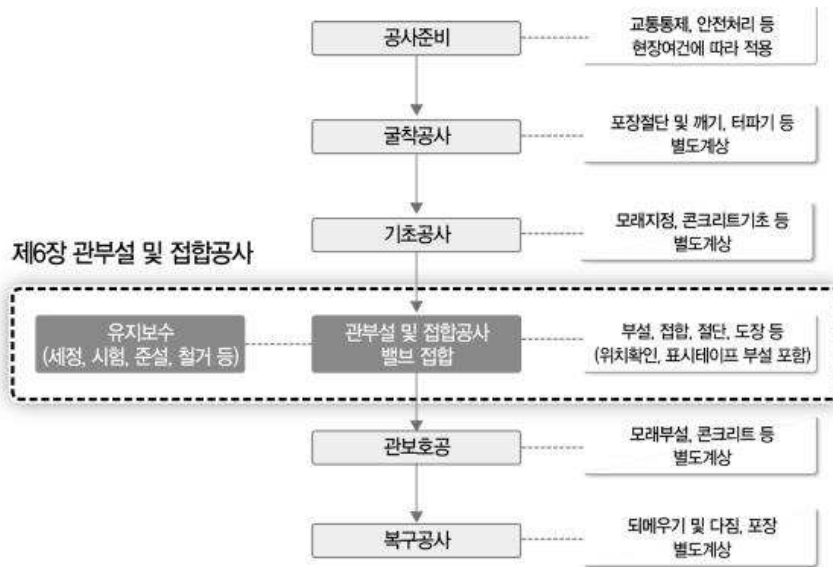 공사준비
교통통제, 안전처리 등
현장여건에 따라 적용
굴착공사
포장절단 및 깨기, 터파기 등
별도계상
기초공사
모래지정, 콘크리트기초 등
별도계상
제6장 관부설 및 접합공사
유지보수
(세정, 시험, 준설, 철거 등)
관부설 및 접합공사
밸브 접합
부설, 접합, 절단, 도장 등
(위치확인, 표시테이프 부설 포함)
관보호공
모래부설, 콘크리트 등
별도계상
복구공사
되메우기 및 다짐, 포장
별도계상